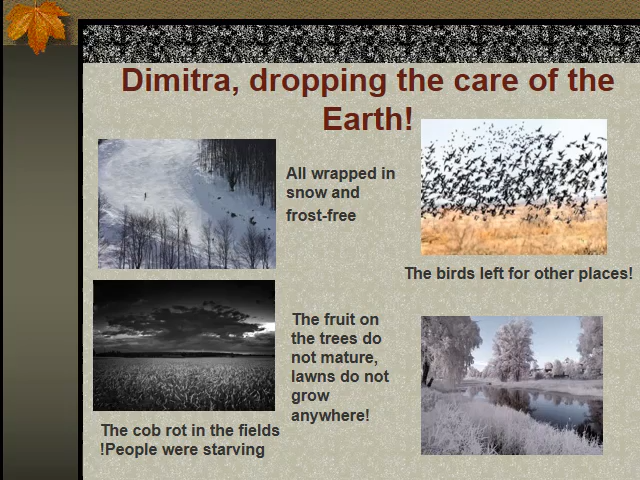 Dimitra, dropping the care of the
Earth!
All wrapped in
snow and
frost-free
The birds left for other places!
The fruit on
the trees do
not mature,
lawns do not
grow
anywhere!
The cob rot in the fields
!People were starving